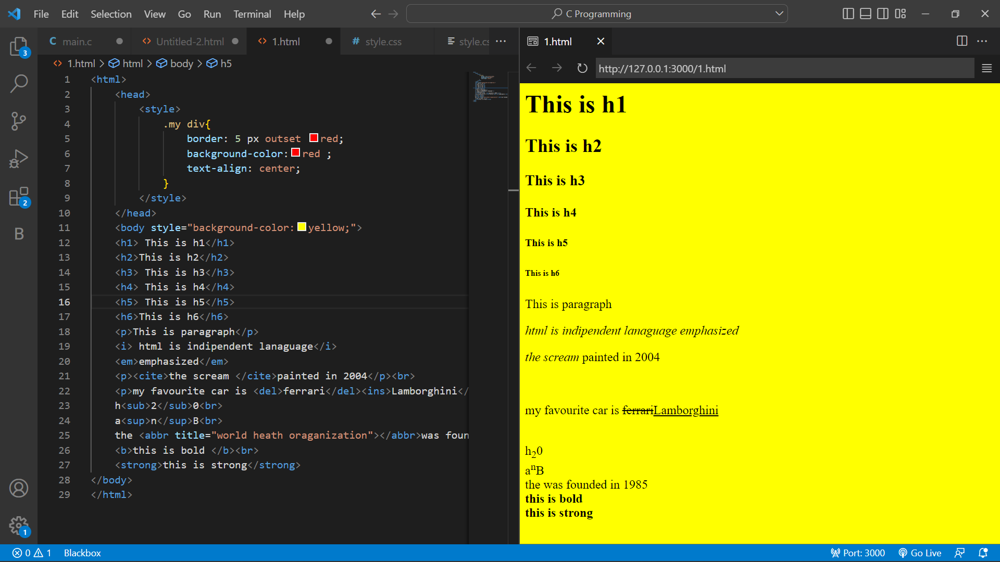 File Edit Selection View Go Run Terminal Help
C Programming
C main.c
<> Untitled-2.html
<> 1.html
# style.css
style.cs
...
1.html
1.html > html > body > h5
http://127.0.0.1:3000/1.html
1 <html>
2 <head>
3 <style>
4 .my div{
5 border: 5 px outset red;
6 background-color: red ;
7 text-align: center;
8 }
9 </style>
10 </head>
11 <body style="background-color: yellow;">
12 <h1> This is h1</h1>
13 <h2>This is h2</h2>
14 <h3> This is h3</h3>
15 <h4> This is h4</h4>
16 <h5> This is h5</h5>
17 <h6>This is h6</h6>
18 <p>This is paragraph</p>
19 <i> html is indipendent lanaguage</i>
20 <em>emphasized</em>
21 <p><cite>the scream </cite>painted in 2004</p><br>
22 <p>my favourite car is <del>ferrari</del><ins>Lamborghini</
23 h<sub>2</sub>0<br>
24 a<sup>n</sup>B<br>
25 the <abbr title="world heath oraganization"></abbr>was foun
26 <b>this is bold </b><br>
27 <strong>this is strong</strong>
28 </body>
29 </html>
This is h1
This is h2
This is h3
This is h4
This is h5
This is h6
This is paragraph
html is indipendent lanaguage emphasized
the scream painted in 2004
my favourite car is ferrariLamborghini
h20
anB
the was founded in 1985
this is bold
this is strong
3
2
B
1
0 1 Blackbox
Port: 3000 Go Live